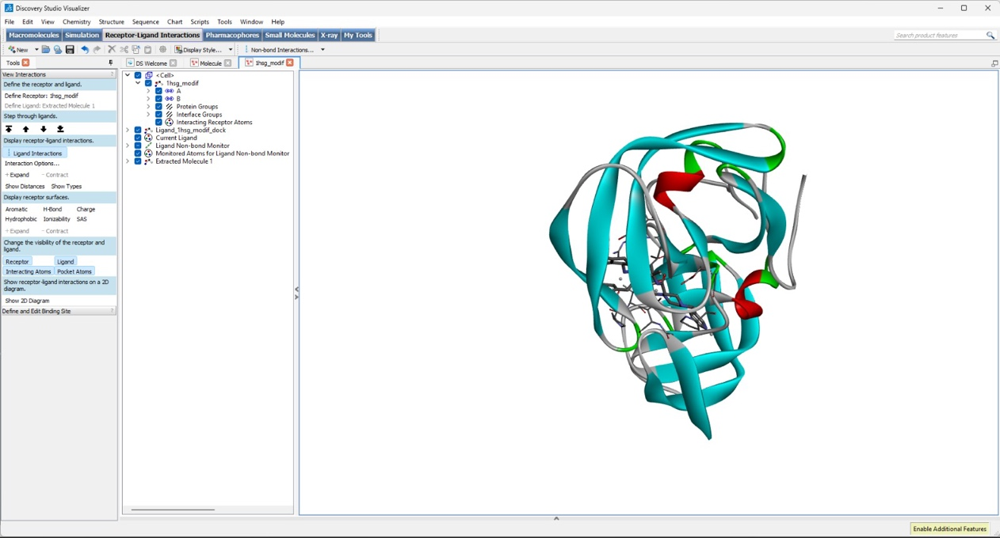 Discovery Studio Visualizer
File Edit View Chemistry Structure Sequence Chart Scripts Tools Window Help
Macromolecules Simulation Receptor-Ligand Interactions Pharmacophores Small Molecules X-ray My Tools
Search product features
New Display Style... Non-bond Interactions...
Tools
DS Welcome Molecule 1hsg_modif
View Interactions ?
Define the receptor and ligand.
Define Receptor: 1hsg_modif
Define Ligand: Extracted Molecule 1
Step through ligands.
Display receptor-ligand interactions.
Ligand Interactions
Interaction Options...
+ Expand - Contract
Show Distances Show Types
Display receptor surfaces.
Aromatic H-Bond Charge
Hydrophobic Ionizability SAS
+ Expand - Contract
Change the visibility of the receptor and
ligand.
Receptor Ligand
Interacting Atoms Pocket Atoms
Show receptor-ligand interactions on a 2D
diagram.
Show 2D Diagram
Define and Edit Binding Site ?
<Cell>
1hsg_modif
A
B
Protein Groups
Interface Groups
Interacting Receptor Atoms
Ligand_1hsg_modif_dock
Current Ligand
Ligand Non-bond Monitor
Monitored Atoms for Ligand Non-bond Monitor
Extracted Molecule 1
Enable Additional Features